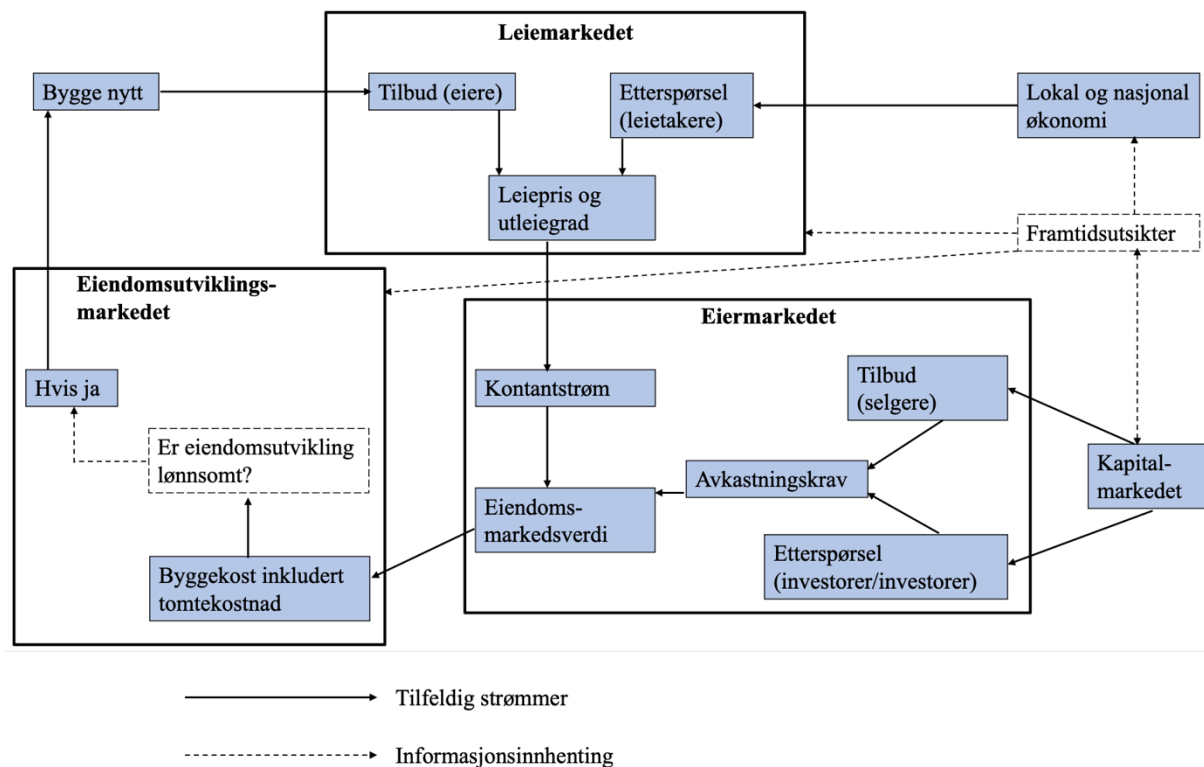 Leiemarkedet
Bygge nytt
Tilbud (eiere)
Etterspørsel
(leietakere)
Lokal og nasjonal
økonomi
Leiepris og
utleiegrad
Framtidsutsikter
Eiendomsutviklings-
markedet
Eiermarkedet
Hvis ja
Kontantstrøm
Tilbud
(selgere)
Er eiendomsutvikling
lønnsomt?
Avkastningskrav
Kapital-
markedet
Eiendoms-
markedsverdi
Byggekost inkludert
tomtekostnad
Etterspørsel
(investorer/investorer)
Tilfeldig strømmer
Informasjonsinnhenting